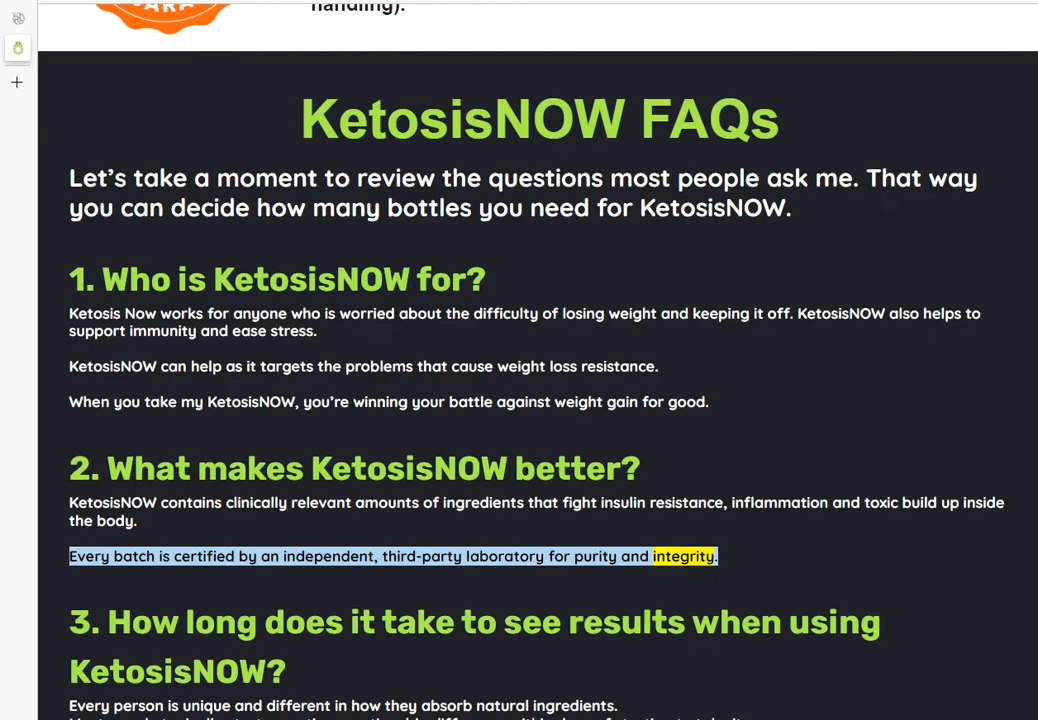 handling).
KetosisNOW FAQs
Let’s take a moment to review the questions most people ask me. That way
you can decide how many bottles you need for KetosisNOW.
1. Who is KetosisNOW for?
Ketosis Now works for anyone who is worried about the difficulty of losing weight and keeping it off. KetosisNOW also helps to
support immunity and ease stress.
KetosisNOW can help as it targets the problems that cause weight loss resistance.
When you take my KetosisNOW, you’re winning your battle against weight gain for good.
2. What makes KetosisNOW better?
KetosisNOW contains clinically relevant amounts of ingredients that fight insulin resistance, inflammation and toxic build up inside
the body.
Every batch is certified by an independent, third-party laboratory for purity and integrity.
3. How long does it take to see results when using
KetosisNOW?
Every person is unique and different in how they absorb natural ingredients.